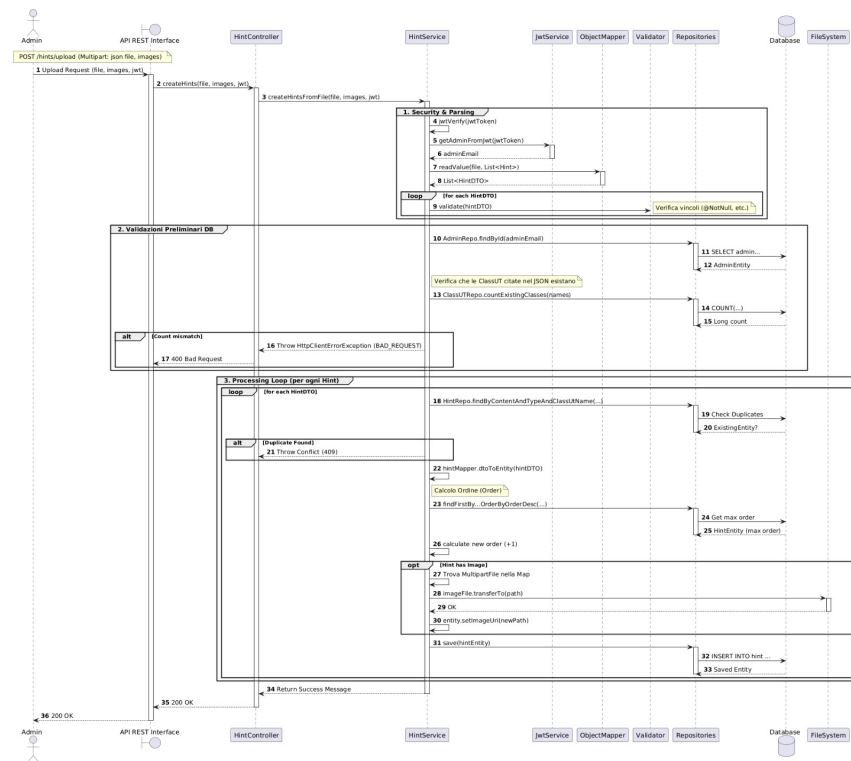 Admin
API REST Interface
HintController
HintService
JwtService
ObjectMapper
Validator
Repositories
Database
FileSystem
POST /hints/upload (Multipart: json file, images)
1 Upload Request (file, images, jwt)
2 createHints(file, images, jwt)
3 createHintsFromFile(file, images, jwt)
1. Security & Parsing
4 jwtVerify(jwtToken)
5 getAdminFromJwt(jwtToken)
6 adminEmail
7 readValue(file, List<Hint>)
8 List<HintDTO>
loop [for each HintDTO]
9 validate(hintDTO)
Verifica vincoli (@NotNull, etc.)
2. Validazioni Preliminari DB
10 AdminRepo.findById(adminEmail)
11 SELECT admin...
12 AdminEntity
Verifica che le ClassUT citate nel JSON esistano
13 ClassUTRepo.countExistingClasses(names)
14 COUNT(...)
15 Long count
alt [Count mismatch]
16 Throw HttpClientErrorException (BAD_REQUEST)
17 400 Bad Request
3. Processing Loop (per ogni Hint)
loop [for each HintDTO]
18 HintRepo.findByContentAndTypeAndClassUtName(...)
19 Check Duplicates
20 ExistingEntity?
alt [Duplicate Found]
21 Throw Conflict (409)
22 hintMapper.dtoToEntity(hintDTO)
Calcolo Ordine (Order)
23 findFirstBy...OrderByOrderDesc(...)
24 Get max order
25 HintEntity (max order)
26 calculate new order (+1)
opt [Hint has Image]
27 Trova MultipartFile nella Map
28 imageFile.transferTo(path)
29 OK
30 entity.setImageUri(newPath)
31 save(hintEntity)
32 INSERT INTO hint ...
33 Saved Entity
34 Return Success Message
35 200 OK
36 200 OK
Admin
API REST Interface
HintController
HintService
JwtService
ObjectMapper
Validator
Repositories
Database
FileSystem